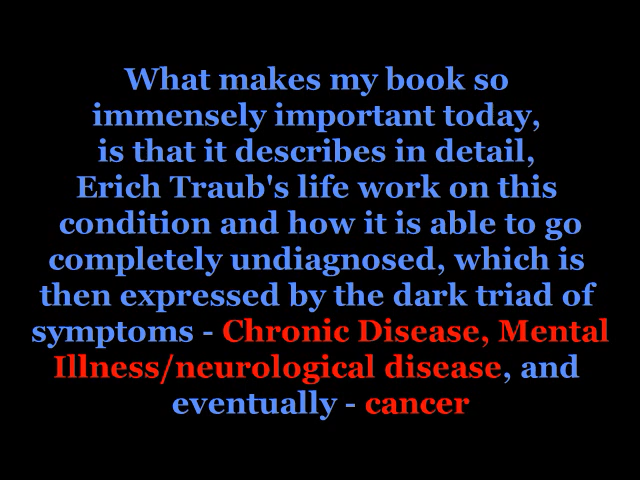 What makes my book so
immensely important today,
is that it describes in detail,
Erich Traub's life work on this
condition and how it is able to go
completely undiagnosed, which is
then expressed by the dark triad of
symptoms - Chronic Disease, Mental
Illness/neurological disease, and
eventually - cancer